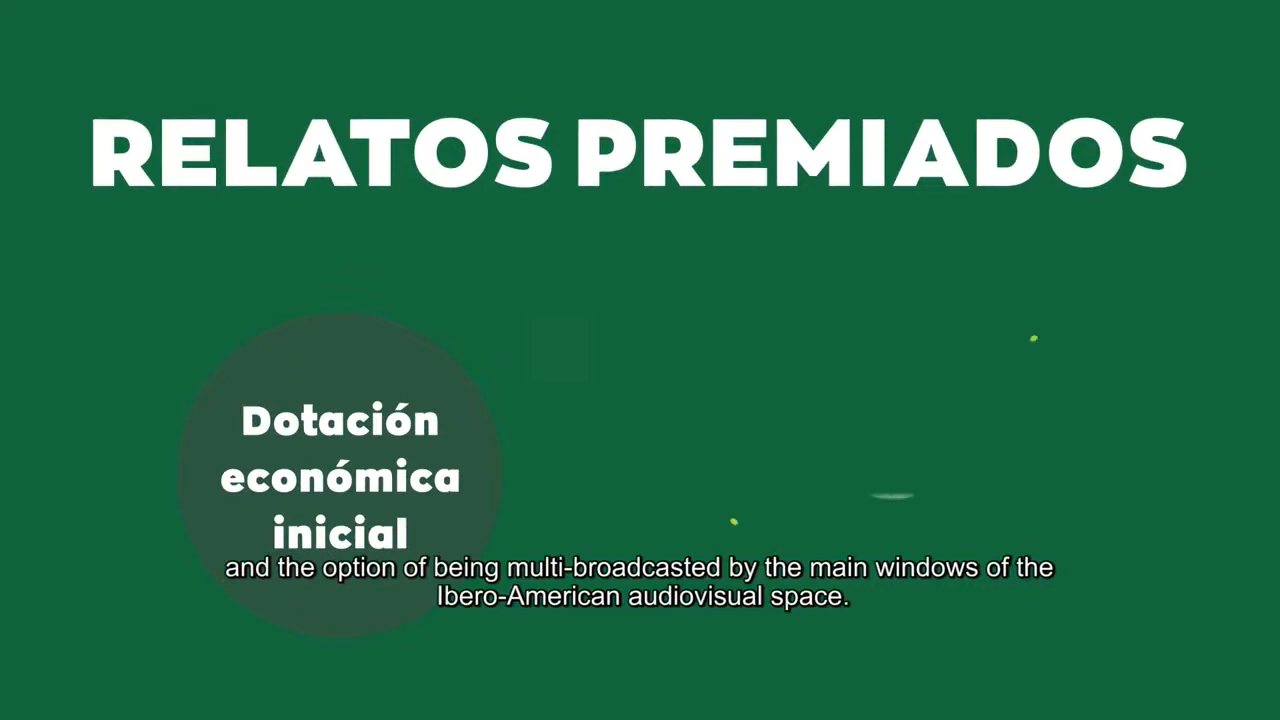 RELATOS PREMIADOS
Dotación
económica
inicial
and the option of being multi-broadcasted by the main windows of the
Ibero-American audiovisual space.